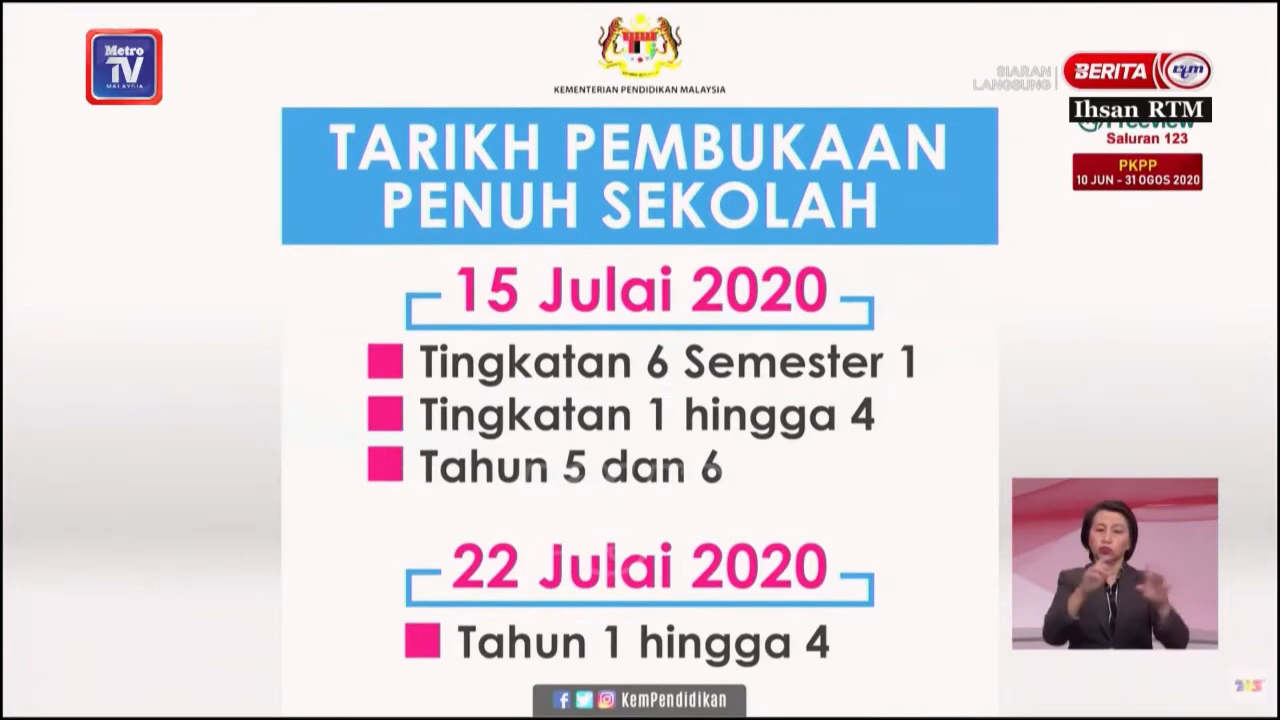 Metro
TV
MALAYSIA
KEMENTERIAN PENDIDIKAN MALAYSIA
SIARAN
LANGSUNG
BERITA rtm
Ihsan RTM
Saluran 123
PKPP
10 JUN - 31 OGOS 2020
TARIKH PEMBUKAAN
PENUH SEKOLAH
15 Julai 2020
Tingkatan 6 Semester 1
Tingkatan 1 hingga 4
Tahun 5 dan 6
22 Julai 2020
Tahun 1 hingga 4
KemPendidikan